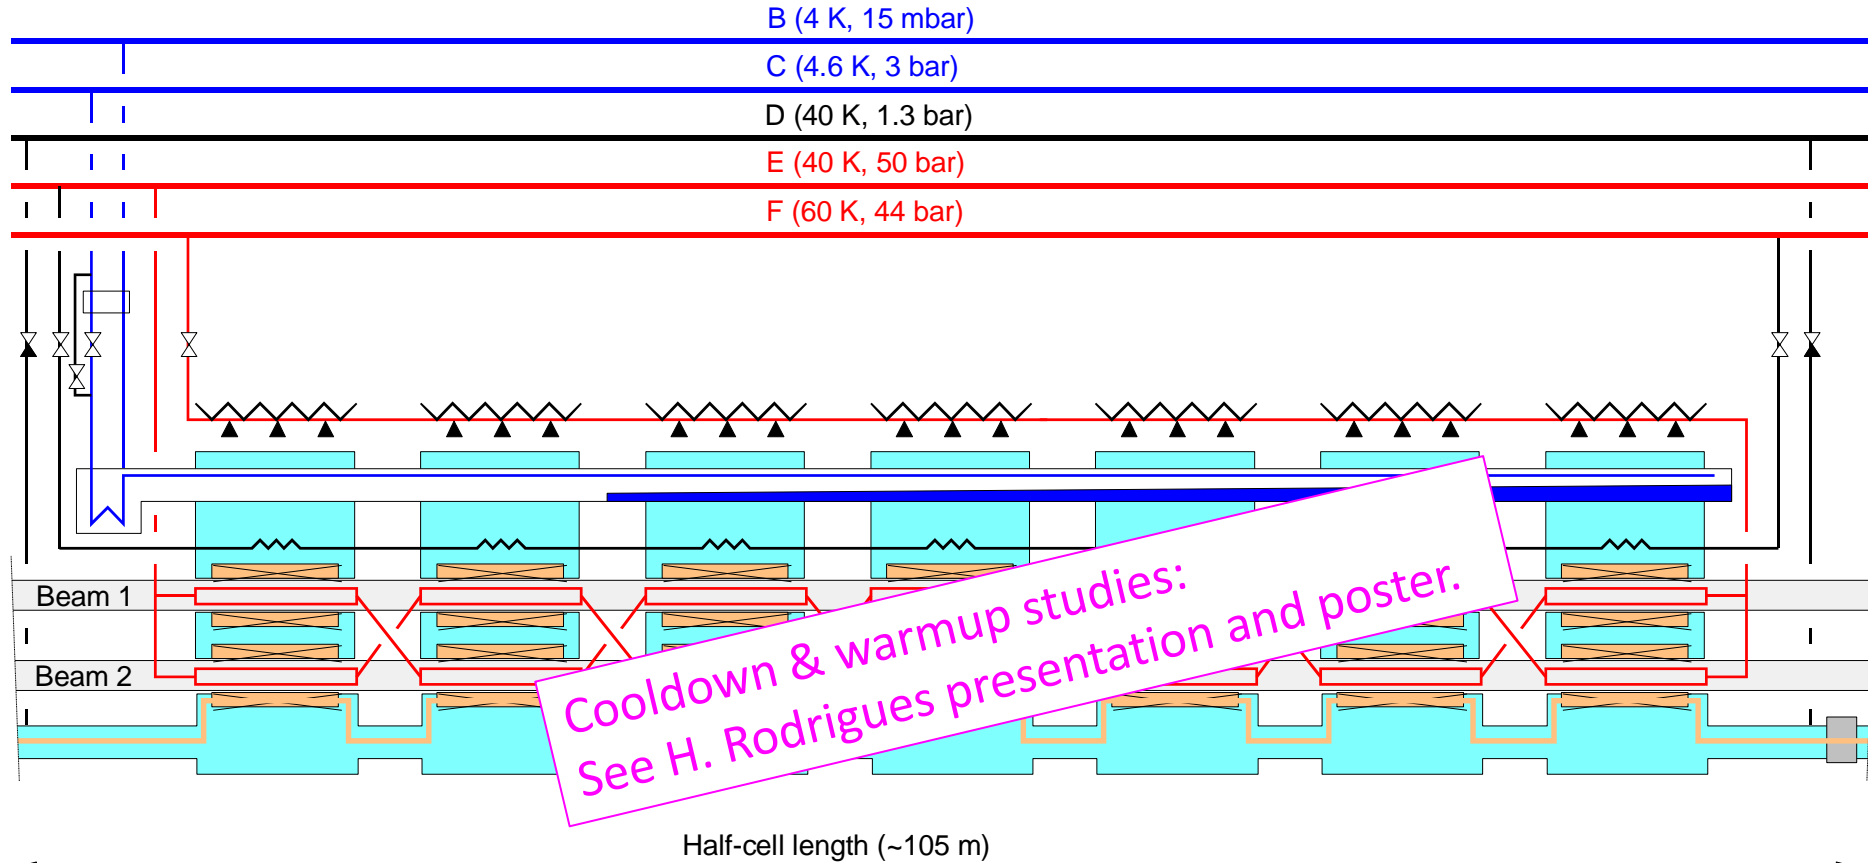 B (4 K, 15 mbar)
C (4.6 K, 3 bar)
D (40 K, 1.3 bar)
E (40 K, 50 bar)
F (60 K, 44 bar)
Beam 1
Beam 2
Cooldown & warmup studies:
See H. Rodrigues presentation and poster.
Half-cell length (~105 m)